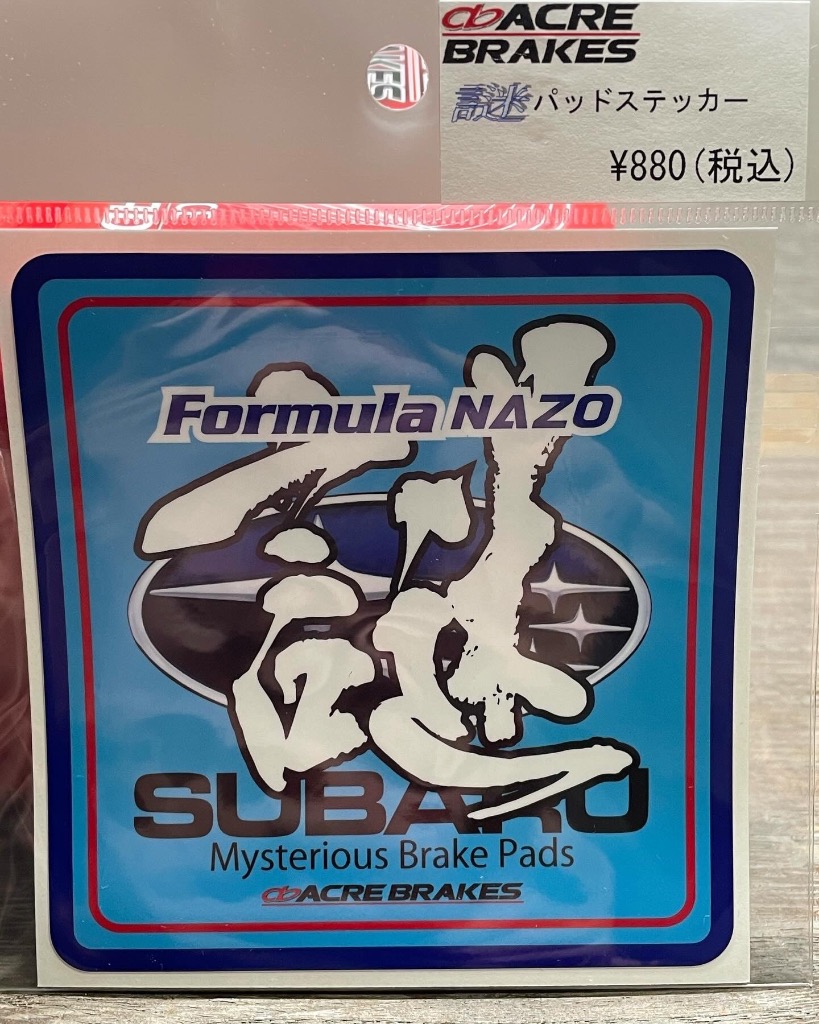 ACRE
BRAKES
謎パッドステッカー
¥880(税込)
Formula NAZO
謎
SUBARU
Mysterious Brake Pads
ACRE BRAKES